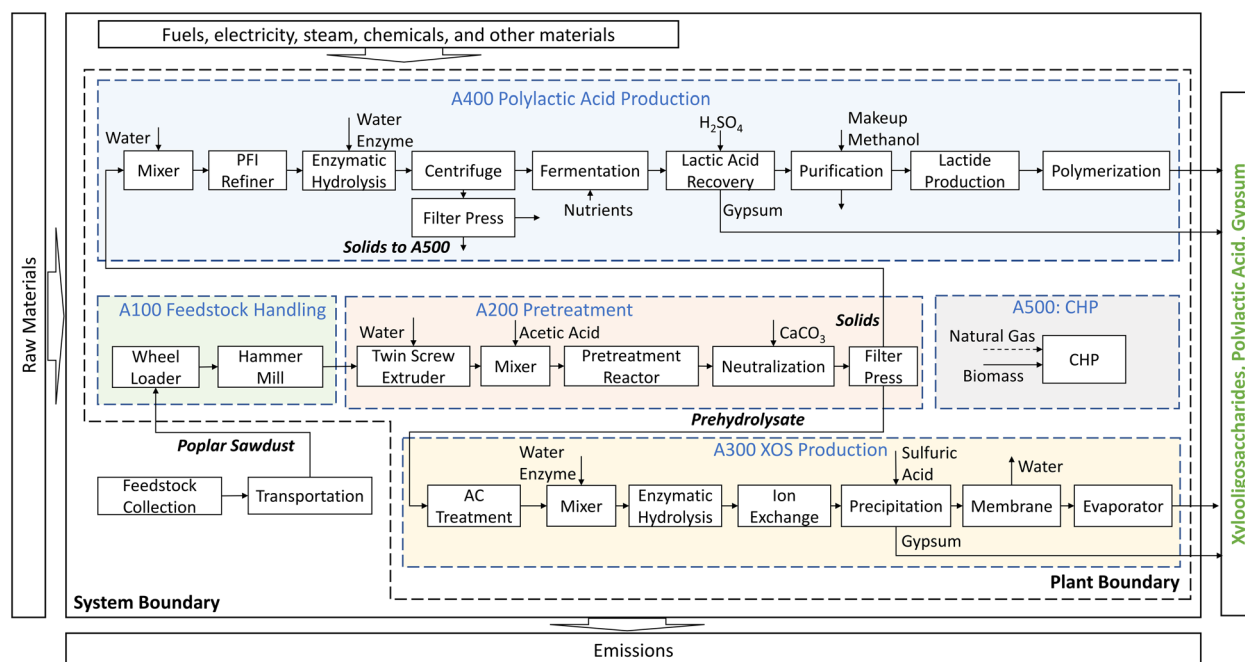 Fuels, electricity, steam, chemicals, and other materials
Raw Materials
A400 Polylactic Acid Production
Water
Water
Enzyme
H₂SO₄
Makeup
Methanol
Mixer
PFI
Refiner
Enzymatic
Hydrolysis
Centrifuge
Fermentation
Lactic Acid
Recovery
Purification
Lactide
Production
Polymerization
Filter Press
Nutrients
Gypsum
Solids to A500
A100 Feedstock Handling
Wheel
Loader
Hammer
Mill
A200 Pretreatment
Water
Acetic Acid
CaCO₃
Solids
Twin Screw
Extruder
Mixer
Pretreatment
Reactor
Neutralization
Filter
Press
A500: CHP
Natural Gas
Biomass
CHP
Prehydrolysate
Poplar Sawdust
Feedstock
Collection
Transportation
A300 XOS Production
Water
Enzyme
Sulfuric
Acid
Water
AC
Treatment
Mixer
Enzymatic
Hydrolysis
Ion
Exchange
Precipitation
Membrane
Evaporator
Gypsum
Plant Boundary
System Boundary
Xylooligosaccharides, Polylactic Acid, Gypsum
Emissions